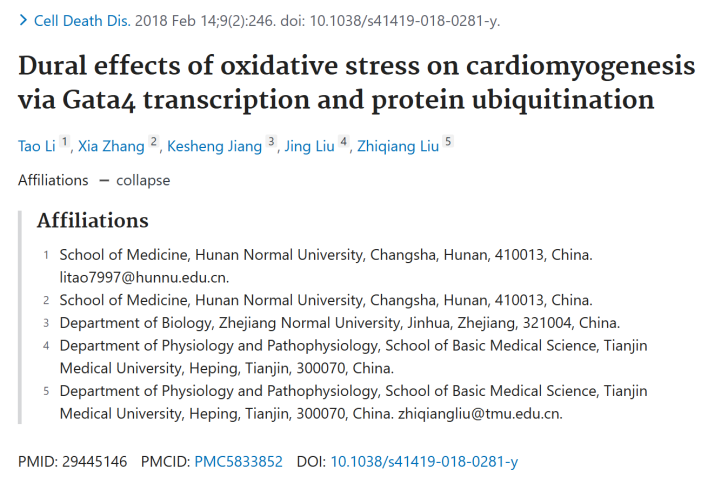 > Cell Death Dis. 2018 Feb 14;9(2):246. doi: 10.1038/s41419-018-0281-y.
Dural effects of oxidative stress on cardiomyogenesis
via Gata4 transcription and protein ubiquitination
Tao Li 1, Xia Zhang 2, Kesheng Jiang 3, Jing Liu 4, Zhiqiang Liu 5
Affiliations — collapse
Affiliations
1 School of Medicine, Hunan Normal University, Changsha, Hunan, 410013, China.
litao7997@hunnu.edu.cn.
2 School of Medicine, Hunan Normal University, Changsha, Hunan, 410013, China.
3 Department of Biology, Zhejiang Normal University, Jinhua, Zhejiang, 321004, China.
4 Department of Physiology and Pathophysiology, School of Basic Medical Science, Tianjin
Medical University, Heping, Tianjin, 300070, China.
5 Department of Physiology and Pathophysiology, School of Basic Medical Science, Tianjin
Medical University, Heping, Tianjin, 300070, China. zhiqiangliu@tmu.edu.cn.
PMID: 29445146 PMCID: PMC5833852 DOI: 10.1038/s41419-018-0281-y